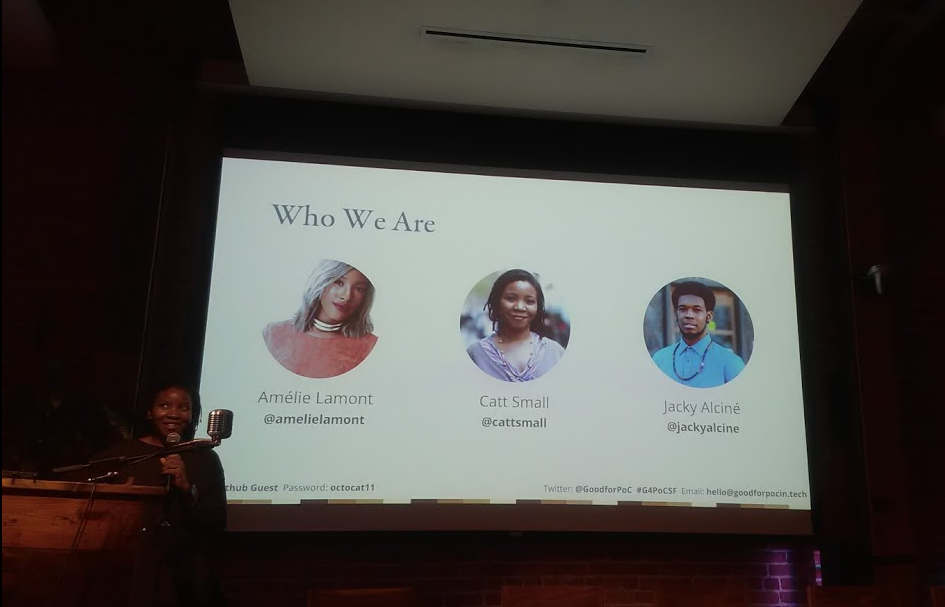 Who We Are
Amélie Lamont
@amelielamont
Catt Small
@cattsmall
Jacky Alciné
@jackyalcine
thub Guest Password: octocat11
Twitter: @GoodforPoC #G4PoCSF Email: hello@goodforpocin.tech